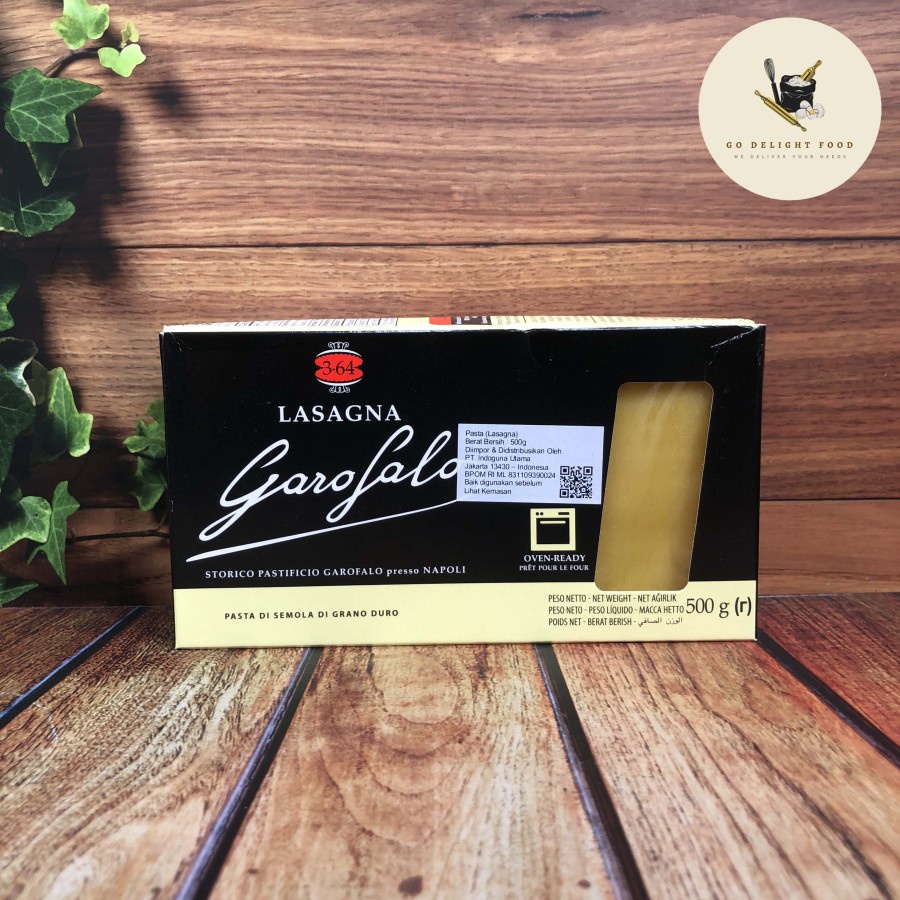 GO DELIGHT FOOD
WE DELIVER YOUR NEEDS
3-64
LASAGNA
Garofalo
Pasta (Lasagna)
Berat Bersih : 500g
Diimpor & Didistribusikan Oleh
PT. Indoguna Utama
Jakarta 13430 – Indonesia
BPOM RI ML 831109390024
Baik digunakan sebelum
Lihat Kemasan
OVEN-READY
PRÊT POUR LE FOUR
STORICO PASTIFICIO GAROFALO presso NAPOLI
PASTA DI SEMOLA DI GRANO DURO
PESO NETTO - NET WEIGHT - NET AĞIRLIK
PESO NETO - PESO LÍQUIDO - МАССА НЕТТО 500 g (г)
POIDS NET - BERAT BERISH - الوزن الصافي